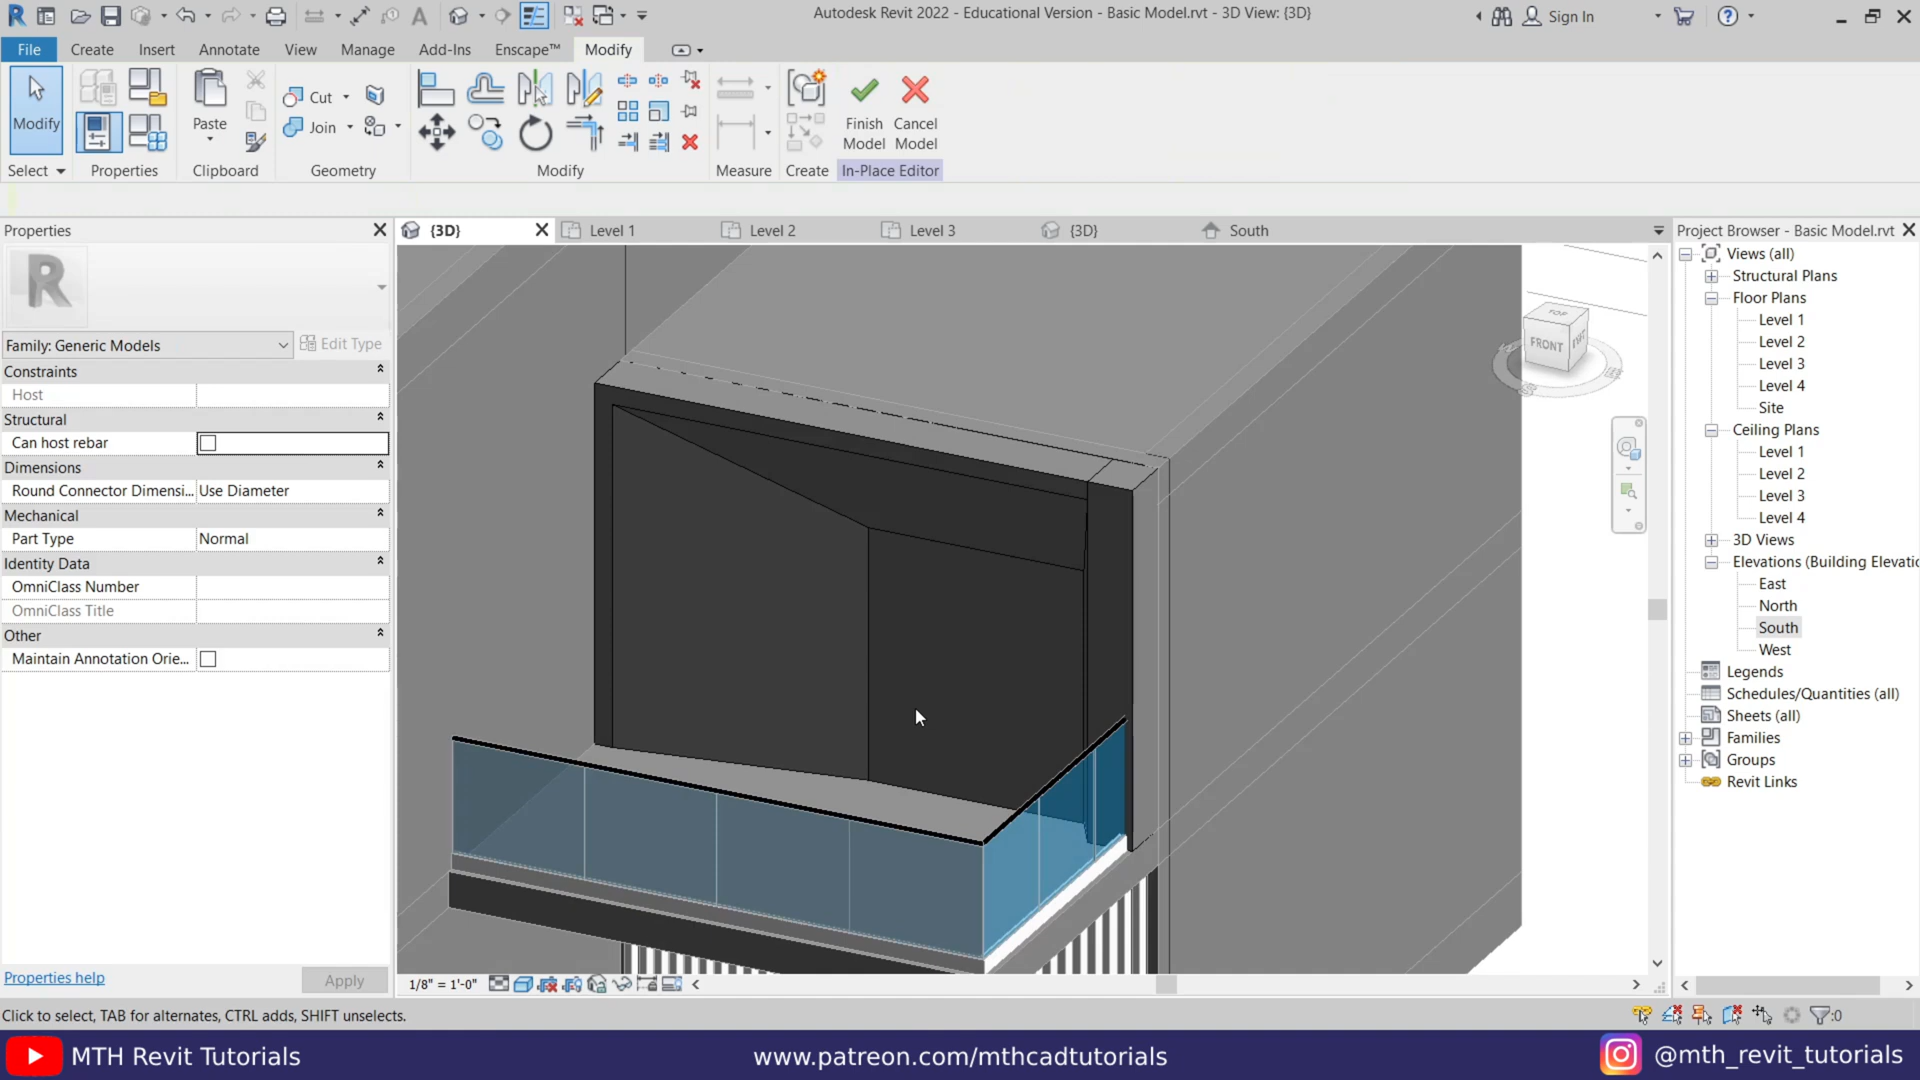 Autodesk Revit 2022 - Educational Version - Basic Model.rvt - 3D View: {3D}
Sign In
File Create Insert Annotate View Manage Add-Ins Enscape™ Modify
Modify
Paste
Cut
Join
Finish Model
Cancel Model
Select Properties Clipboard Geometry Modify Measure Create In-Place Editor
Properties
{3D} Level 1 Level 2 Level 3 {3D} South
Project Browser - Basic Model.rvt
Family: Generic Models
Edit Type
Constraints
Host
Structural
Can host rebar
Dimensions
Round Connector Dimensi... Use Diameter
Mechanical
Part Type Normal
Identity Data
OmniClass Number
OmniClass Title
Other
Maintain Annotation Orie...
Properties help
Apply
TOP
FRONT
Views (all)
Structural Plans
Floor Plans
Level 1
Level 2
Level 3
Level 4
Site
Ceiling Plans
Level 1
Level 2
Level 3
Level 4
3D Views
Elevations (Building Elevatio
East
North
South
West
Legends
Schedules/Quantities (all)
Sheets (all)
Families
Groups
Revit Links
1/8" = 1'-0"
Click to select, TAB for alternates, CTRL adds, SHIFT unselects.
:0
MTH Revit Tutorials
www.patreon.com/mthcadtutorials
@mth_revit_tutorials